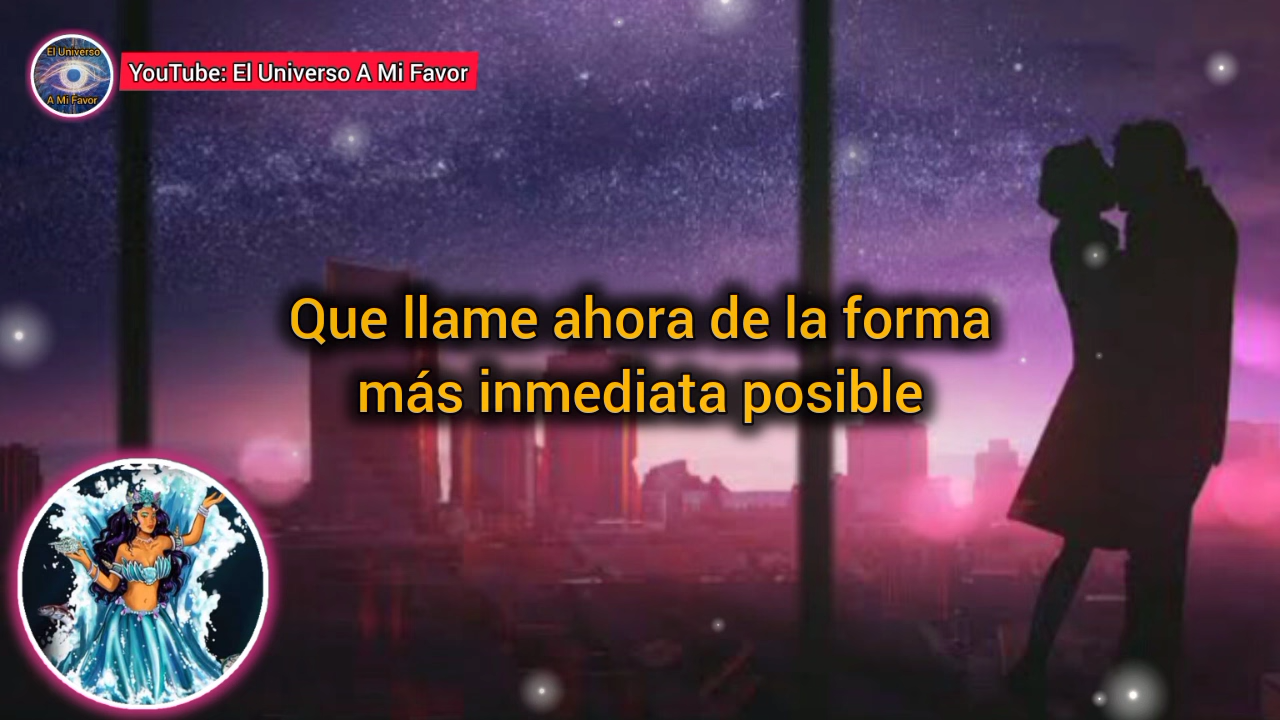 El Universo
A Mi Favor
YouTube: El Universo A Mi Favor
Que llame ahora de la forma
más inmediata posible